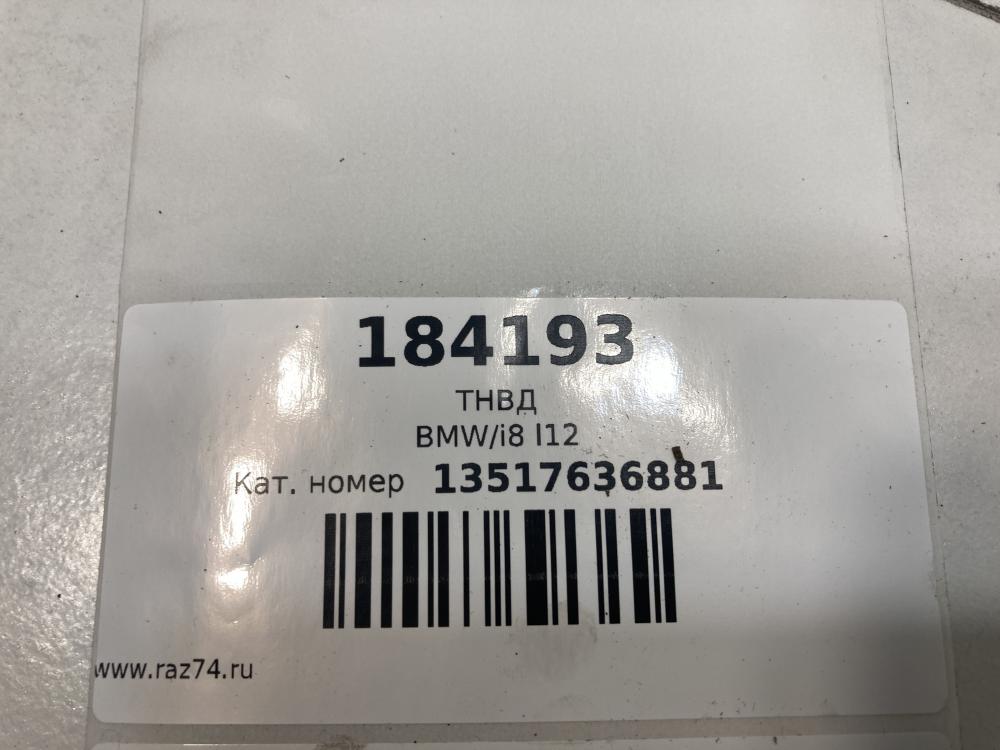 184193
ТНВД
BMW/i8 I12
Кат. номер 13517636881
www.raz74.ru